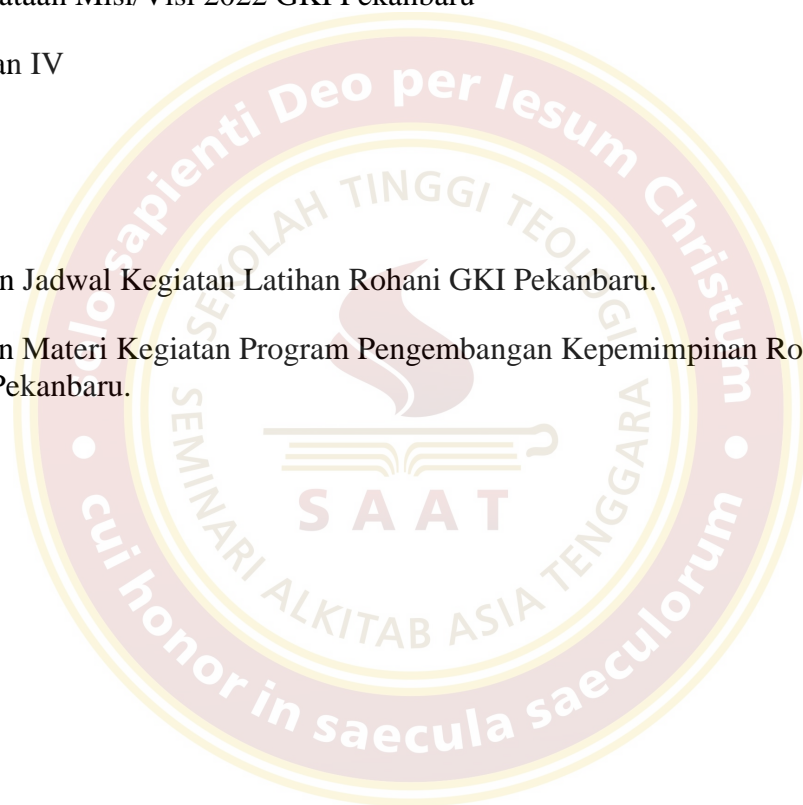 ataan Misi/Visi 2022 GKI Pekanbaru
an IV
n Jadwal Kegiatan Latihan Rohani GKI Pekanbaru.
n Materi Kegiatan Program Pengembangan Kepemimpinan Ro
Pekanbaru.
solo sapienti Deo per Iesum Christum
cui honor in saecula saeculorum
SEKOLAH TINGGI TEOLOGI
SEMINARI ALKITAB ASIA TENGGARA
SAAT